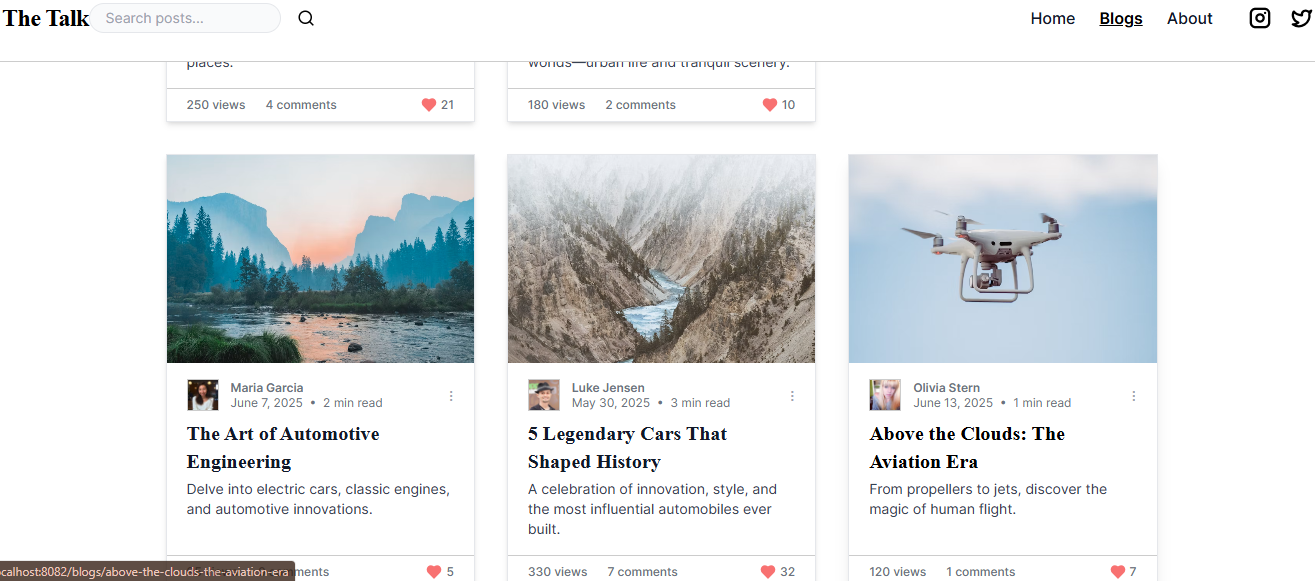 The Talk Search posts... Home Blogs About
places. worlds—urban life and tranquil scenery.
250 views 4 comments 21 180 views 2 comments 10
Maria Garcia
June 7, 2025 • 2 min read
The Art of Automotive
Engineering
Delve into electric cars, classic engines,
and automotive innovations.
5
Luke Jensen
May 30, 2025 • 3 min read
5 Legendary Cars That
Shaped History
A celebration of innovation, style, and
the most influential automobiles ever
built.
330 views 7 comments 32
Olivia Stern
June 13, 2025 • 1 min read
Above the Clouds: The
Aviation Era
From propellers to jets, discover the
magic of human flight.
120 views 1 comments 7
ocalhost:8082/blogs/above-the-clouds-the-aviation-era